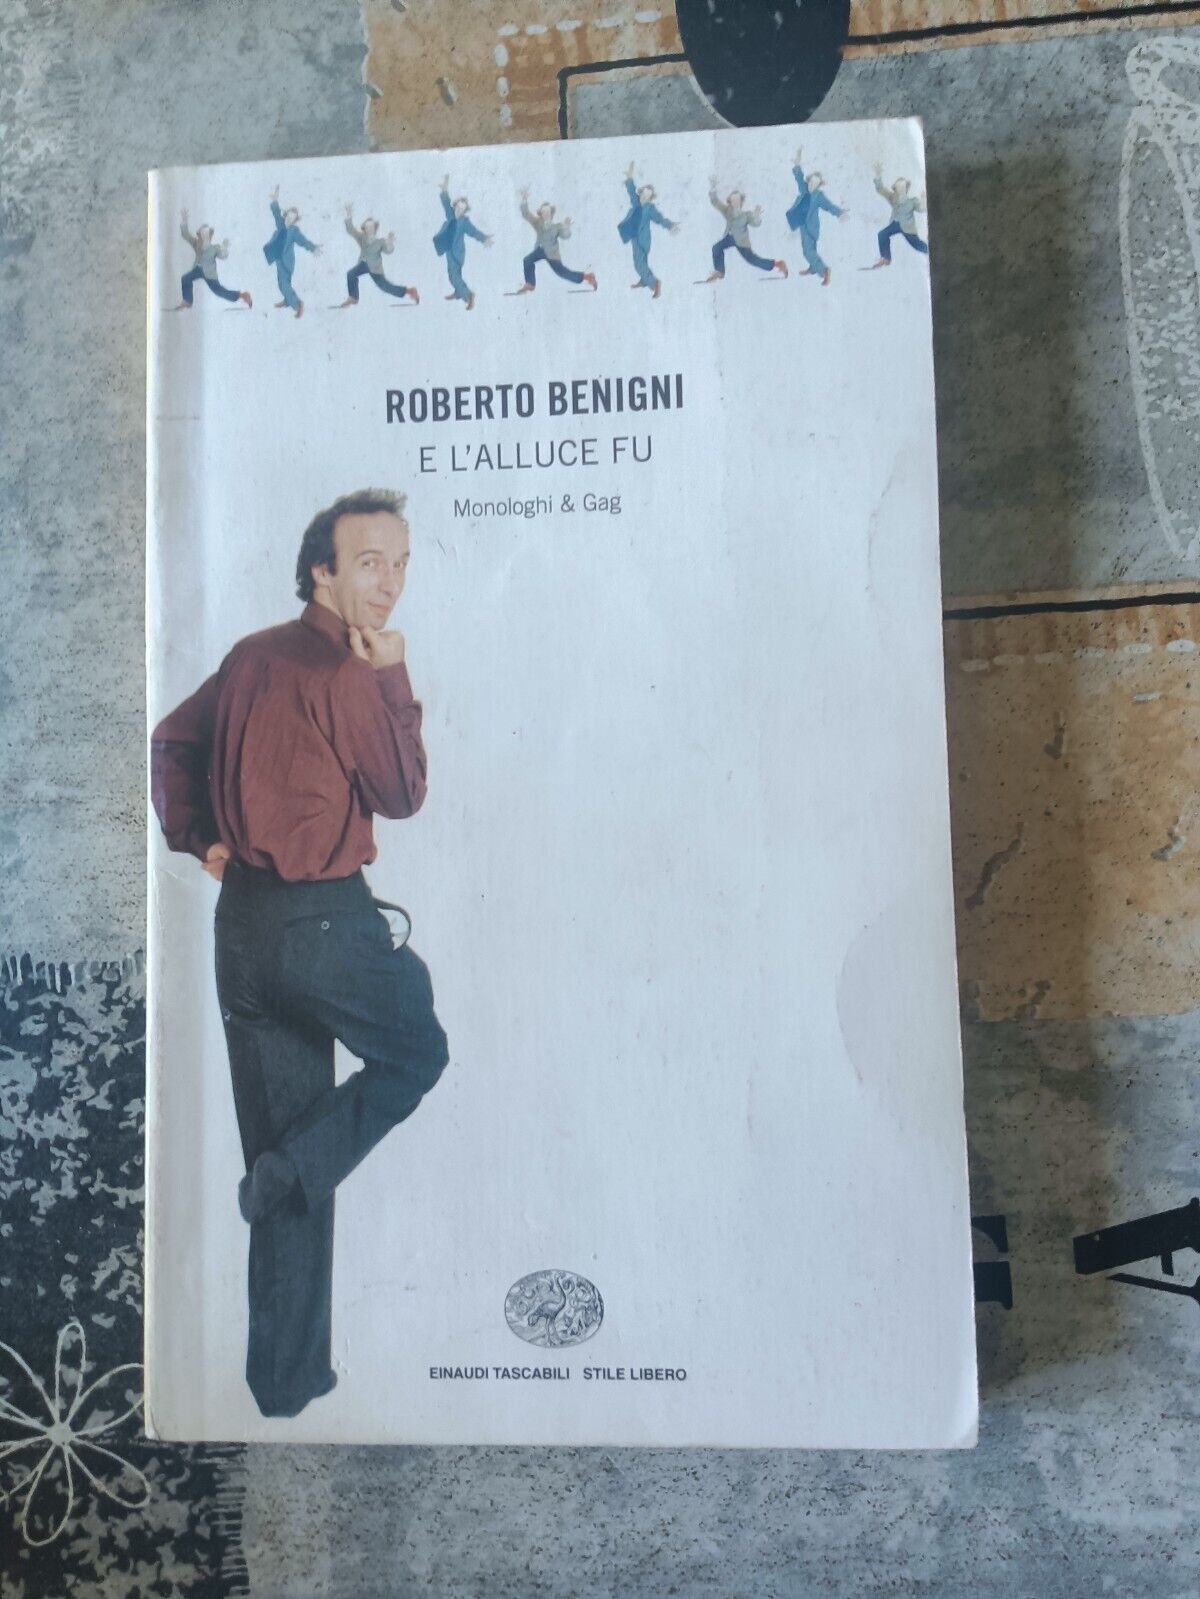 ROBERTO BENIGNI
E L'ALLUCE FU
Monologhi & Gag
EINAUDI TASCABILI STILE LIBERO
A